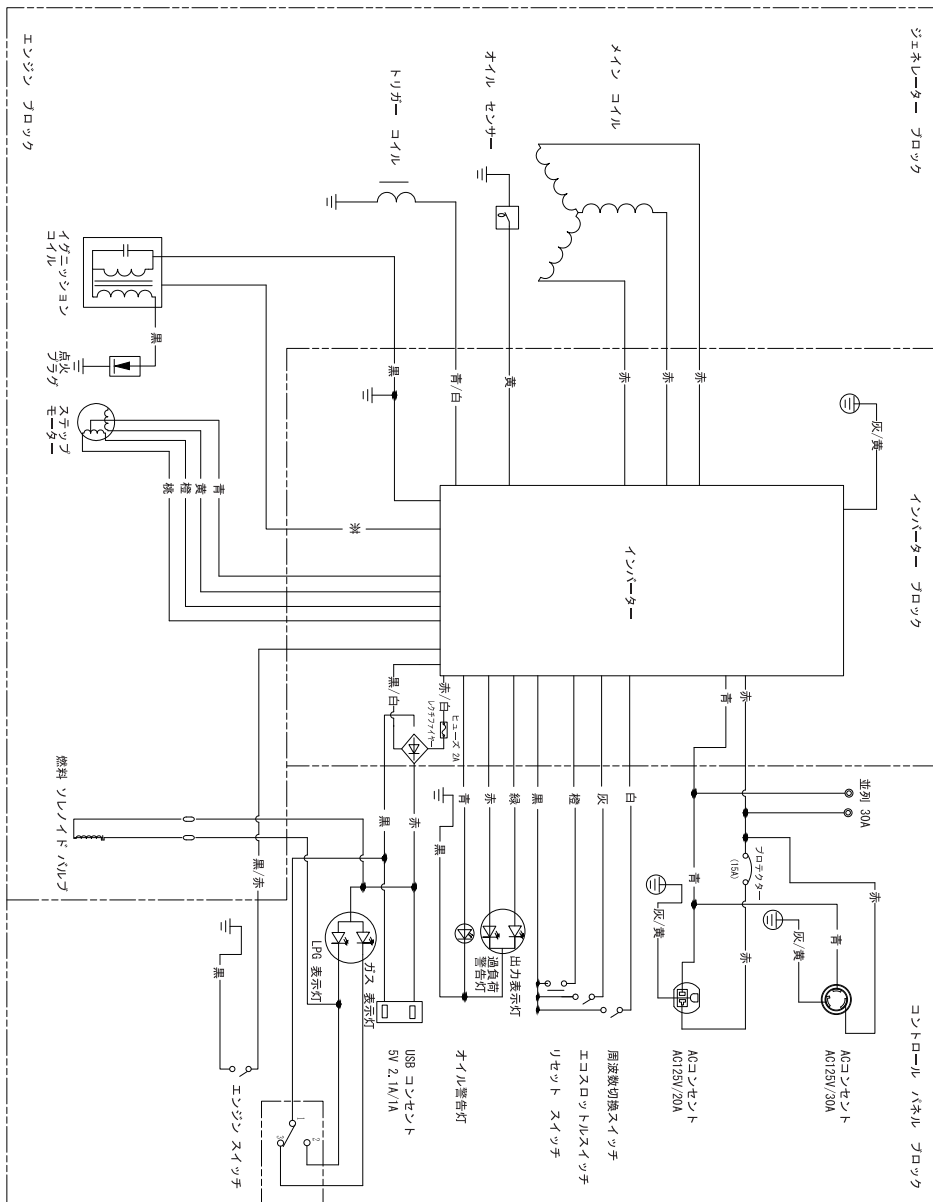 ジェネレーター ブロック
インバーター ブロック
コントロール パネル ブロック
エンジン ブロック
メイン コイル
オイル センサー
トリガー コイル
イグニッション
コイル
点火
プラグ
ステップ
モーター
燃料 ソレノイド バルブ
インバーター
赤
赤
赤
黄
青/白
黒
黒
灰/黄
青
黄
橙
桃
黒/赤
黒/白
赤/白
ヒューズ 2A
レクチファイヤー
赤
青
白
灰
橙
黒
緑
赤
青
黒
赤
黒
並列 30A
プロテクター
(15A)
青
灰/黄
赤
灰/黄
青
赤
ACコンセント
AC125V/30A
ACコンセント
AC125V/20A
周波数切換スイッチ
エコスロットルスイッチ
リセット スイッチ
出力表示灯
過負荷
警告灯
オイル警告灯
USB コンセント
5V 2.1A/1A
ガス 表示灯
LPG 表示灯
エンジン スイッチ
黒
1
2
3